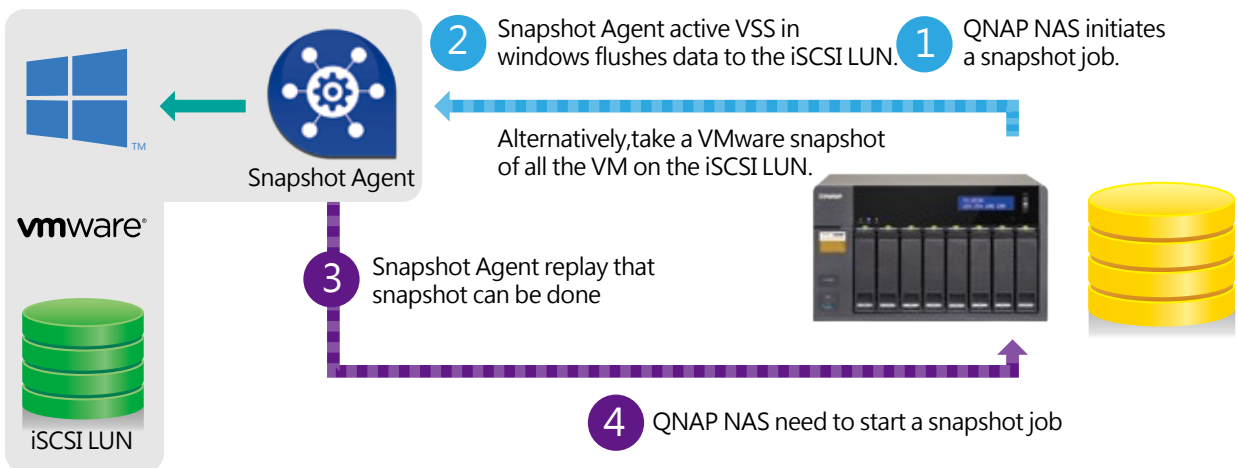 1
QNAP NAS initiates
a snapshot job.
2
Snapshot Agent active VSS in
windows flushes data to the iSCSI LUN.
Alternatively,take a VMware snapshot
of all the VM on the iSCSI LUN.
TM
Snapshot Agent
vmware®
iSCSI LUN
3
Snapshot Agent replay that
snapshot can be done
QNAP
4
QNAP NAS need to start a snapshot job